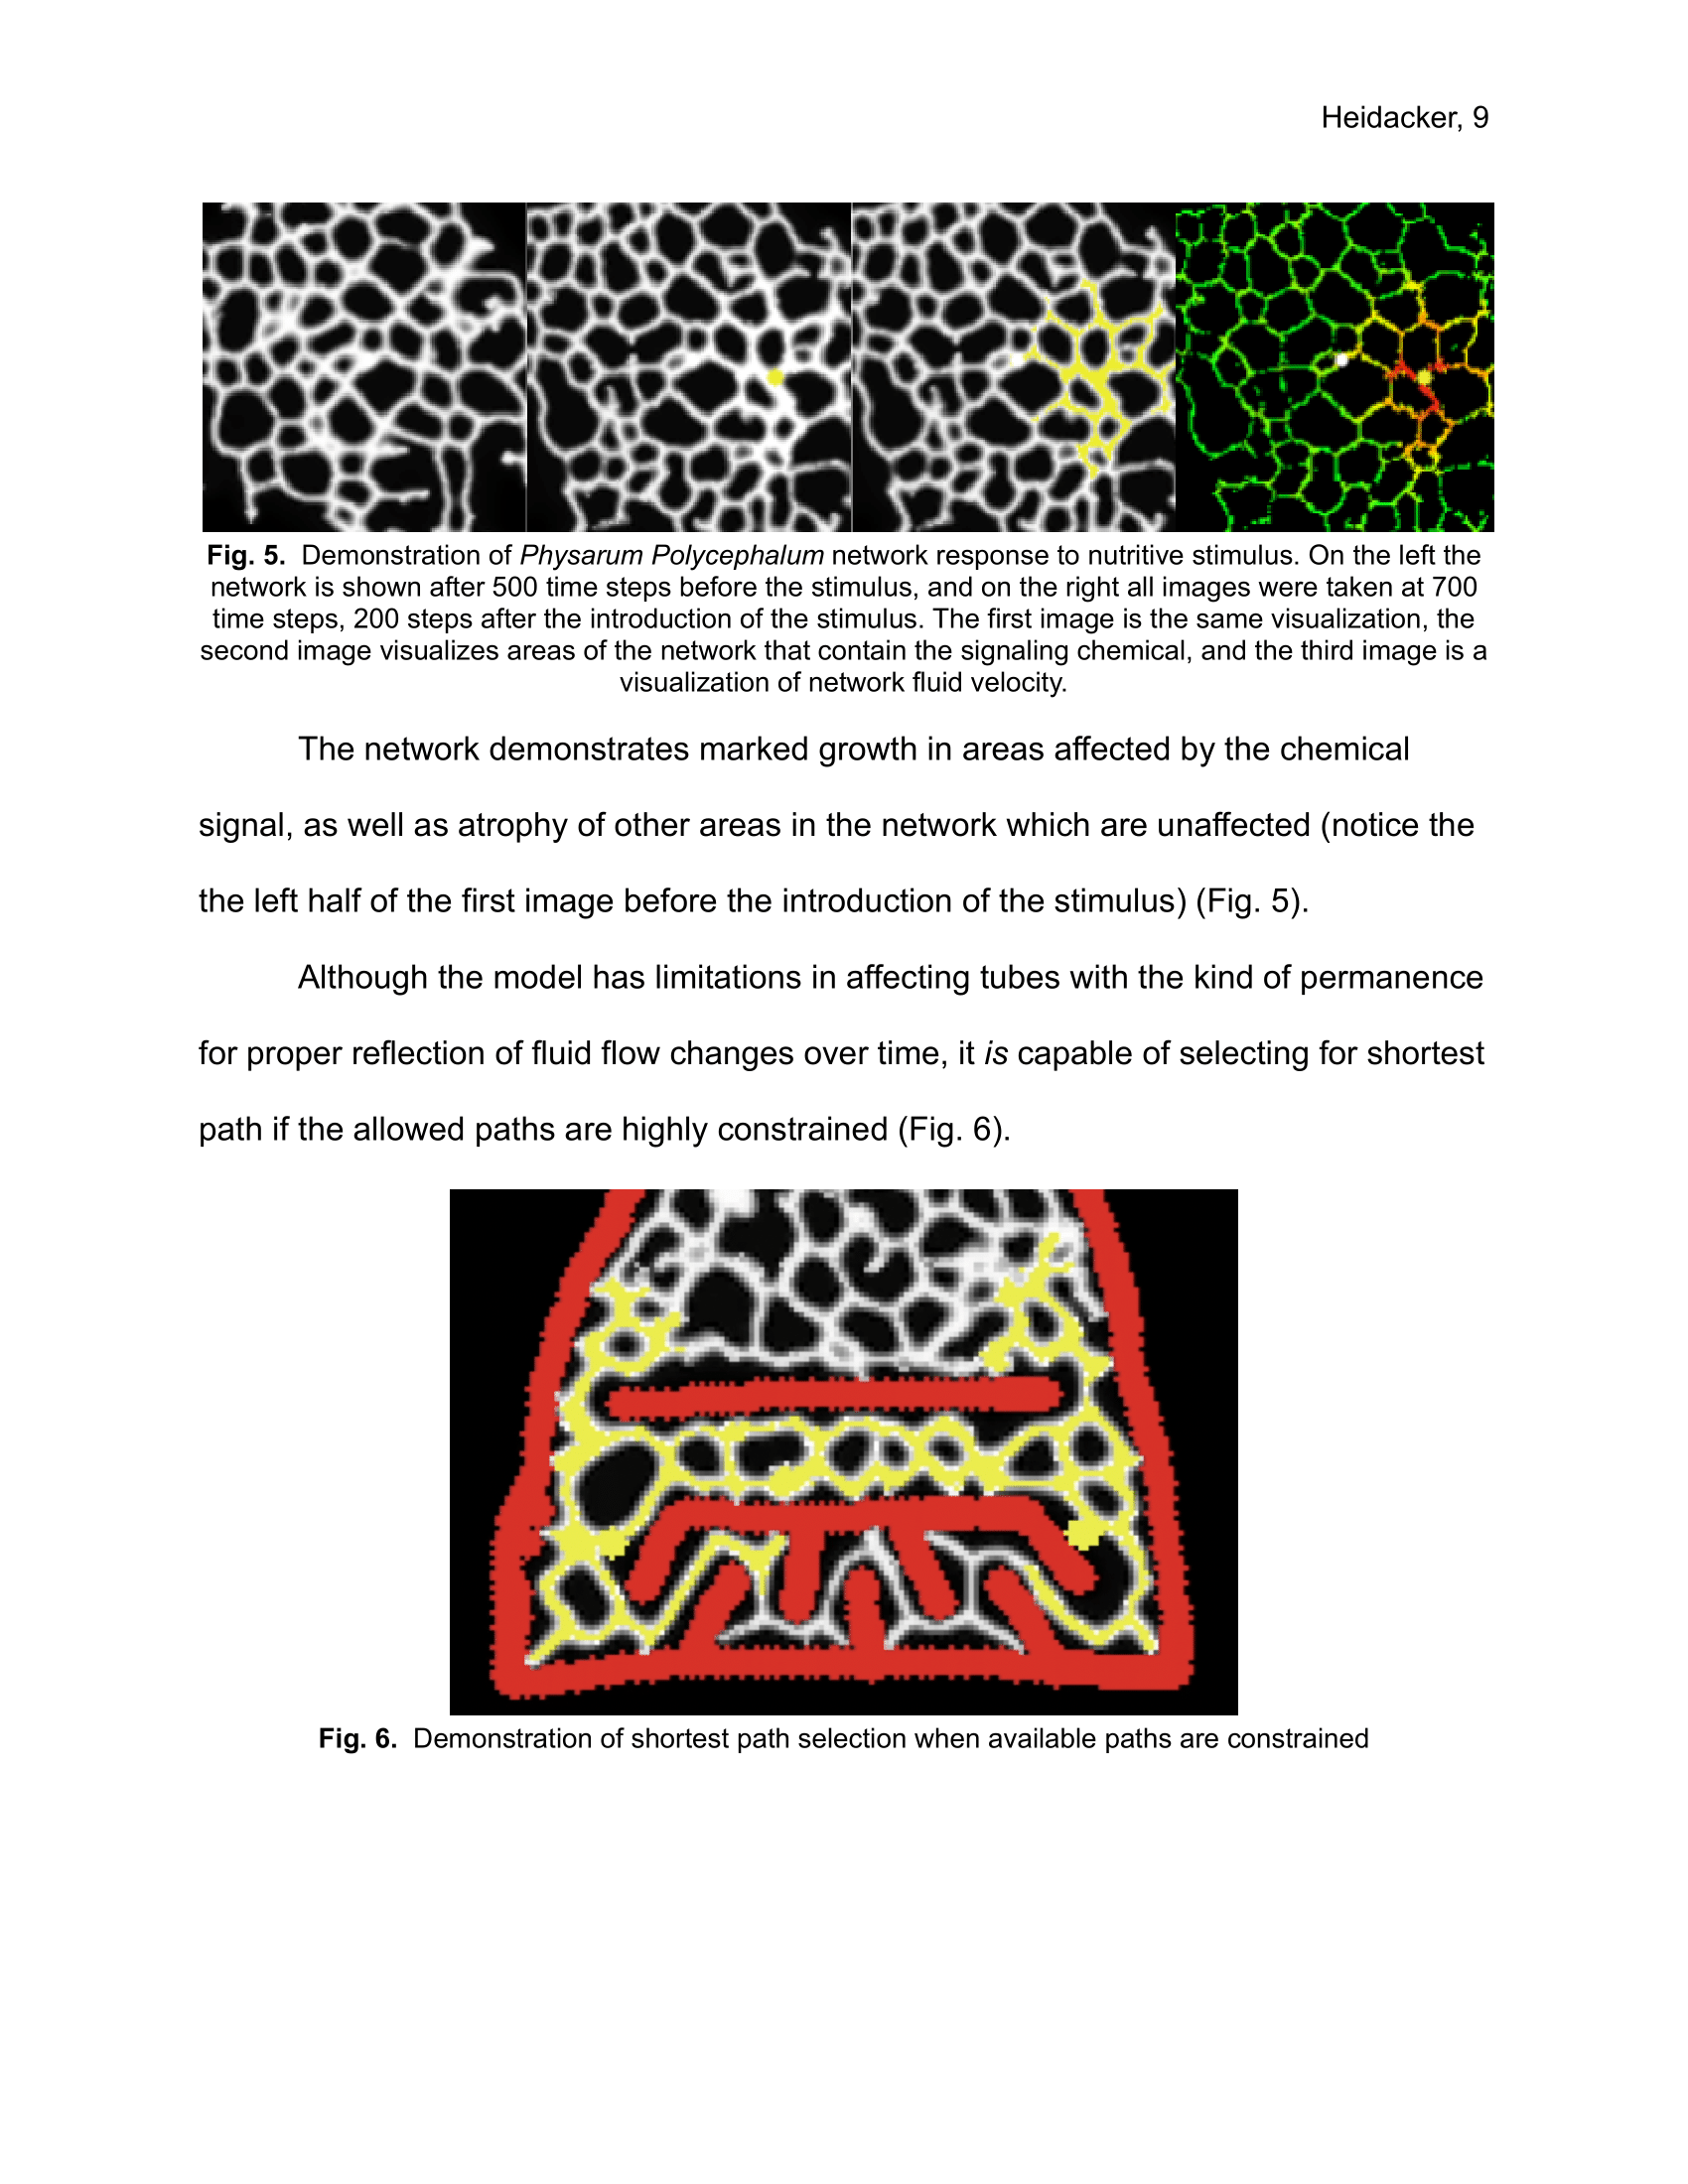 Heidacker, 9
Fig. 5. Demonstration of Physarum Polycephalum network response to nutritive stimulus. On the left the
network is shown after 500 time steps before the stimulus, and on the right all images were taken at 700
time steps, 200 steps after the introduction of the stimulus. The first image is the same visualization, the
second image visualizes areas of the network that contain the signaling chemical, and the third image is a
visualization of network fluid velocity.
The network demonstrates marked growth in areas affected by the chemical
signal, as well as atrophy of other areas in the network which are unaffected (notice the
the left half of the first image before the introduction of the stimulus) (Fig. 5).
Although the model has limitations in affecting tubes with the kind of permanence
for proper reflection of fluid flow changes over time, it is capable of selecting for shortest
path if the allowed paths are highly constrained (Fig. 6).
Fig. 6. Demonstration of shortest path selection when available paths are constrained